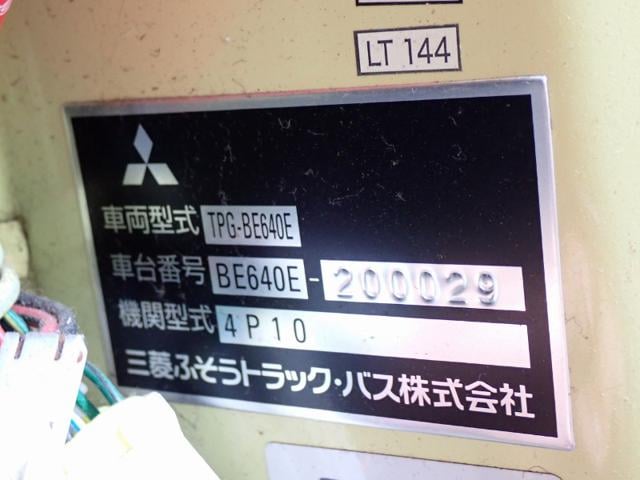 LT 144
車両型式 TPG-BE640E
車台番号 BE640E-200029
機関型式 4P10
三菱ふそうトラック・バス株式会社